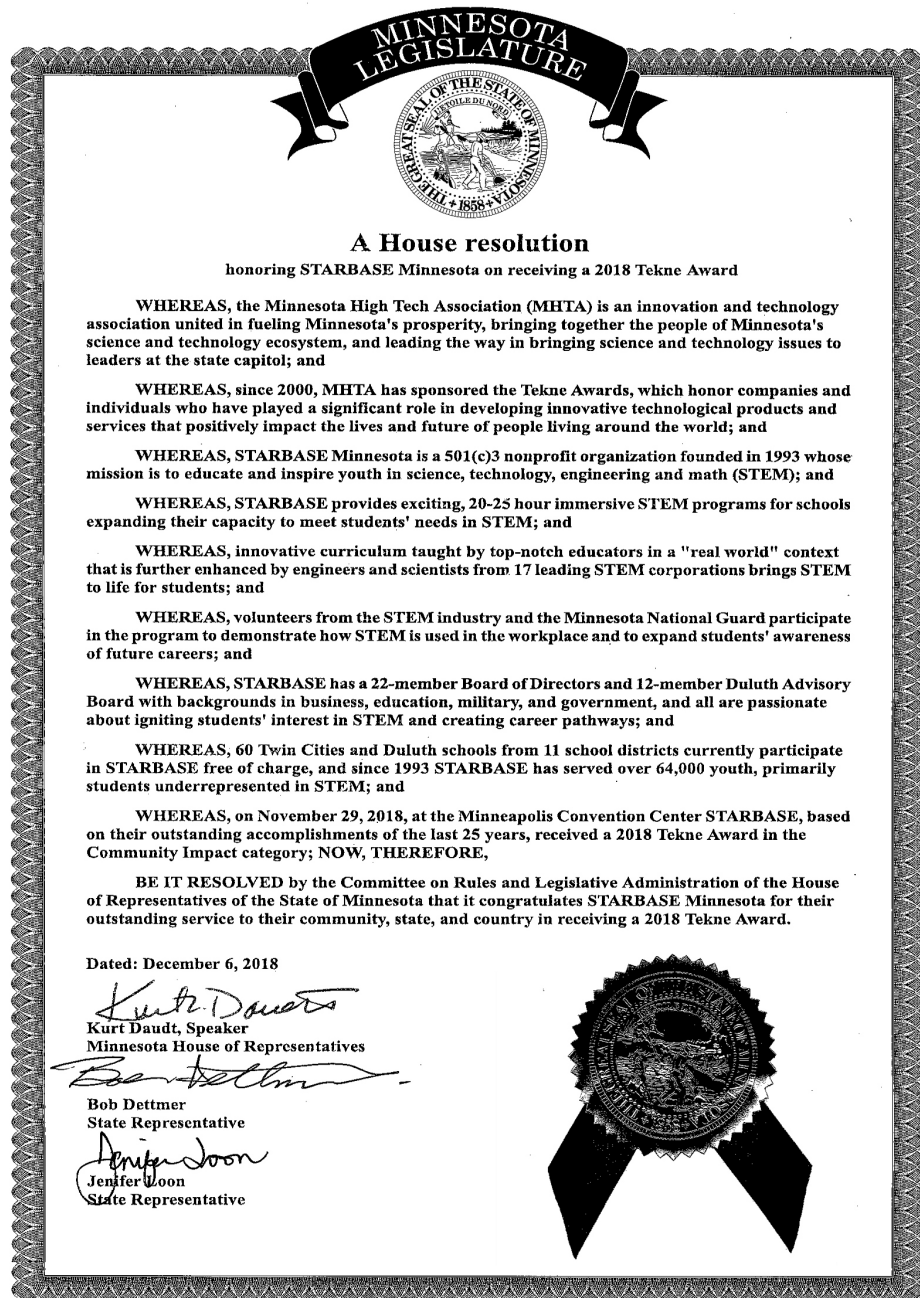 MINNESOTA
LEGISLATURE
THE GREAT SEAL OF THE STATE OF MINNESOTA
L'ETOILE DU NORD
1858
A House resolution
honoring STARBASE Minnesota on receiving a 2018 Tekne Award
WHEREAS, the Minnesota High Tech Association (MHTA) is an innovation and technology
association united in fueling Minnesota's prosperity, bringing together the people of Minnesota's
science and technology ecosystem, and leading the way in bringing science and technology issues to
leaders at the state capitol; and
WHEREAS, since 2000, MHTA has sponsored the Tekne Awards, which honor companies and
individuals who have played a significant role in developing innovative technological products and
services that positively impact the lives and future of people living around the world; and
WHEREAS, STARBASE Minnesota is a 501(c)3 nonprofit organization founded in 1993 whose
mission is to educate and inspire youth in science, technology, engineering and math (STEM); and
WHEREAS, STARBASE provides exciting, 20-25 hour immersive STEM programs for schools
expanding their capacity to meet students' needs in STEM; and
WHEREAS, innovative curriculum taught by top-notch educators in a "real world" context
that is further enhanced by engineers and scientists from 17 leading STEM corporations brings STEM
to life for students; and
WHEREAS, volunteers from the STEM industry and the Minnesota National Guard participate
in the program to demonstrate how STEM is used in the workplace and to expand students' awareness
of future careers; and
WHEREAS, STARBASE has a 22-member Board of Directors and 12-member Duluth Advisory
Board with backgrounds in business, education, military, and government, and all are passionate
about igniting students' interest in STEM and creating career pathways; and
WHEREAS, 60 Twin Cities and Duluth schools from 11 school districts currently participate
in STARBASE free of charge, and since 1993 STARBASE has served over 64,000 youth, primarily
students underrepresented in STEM; and
WHEREAS, on November 29, 2018, at the Minneapolis Convention Center STARBASE, based
on their outstanding accomplishments of the last 25 years, received a 2018 Tekne Award in the
Community Impact category; NOW, THEREFORE,
BE IT RESOLVED by the Committee on Rules and Legislative Administration of the House
of Representatives of the State of Minnesota that it congratulates STARBASE Minnesota for their
outstanding service to their community, state, and country in receiving a 2018 Tekne Award.
Dated: December 6, 2018
Kurt Daudt, Speaker
Minnesota House of Representatives
Bob Dettmer
State Representative
Jenifer Loon
Jenifer Loon
State Representative